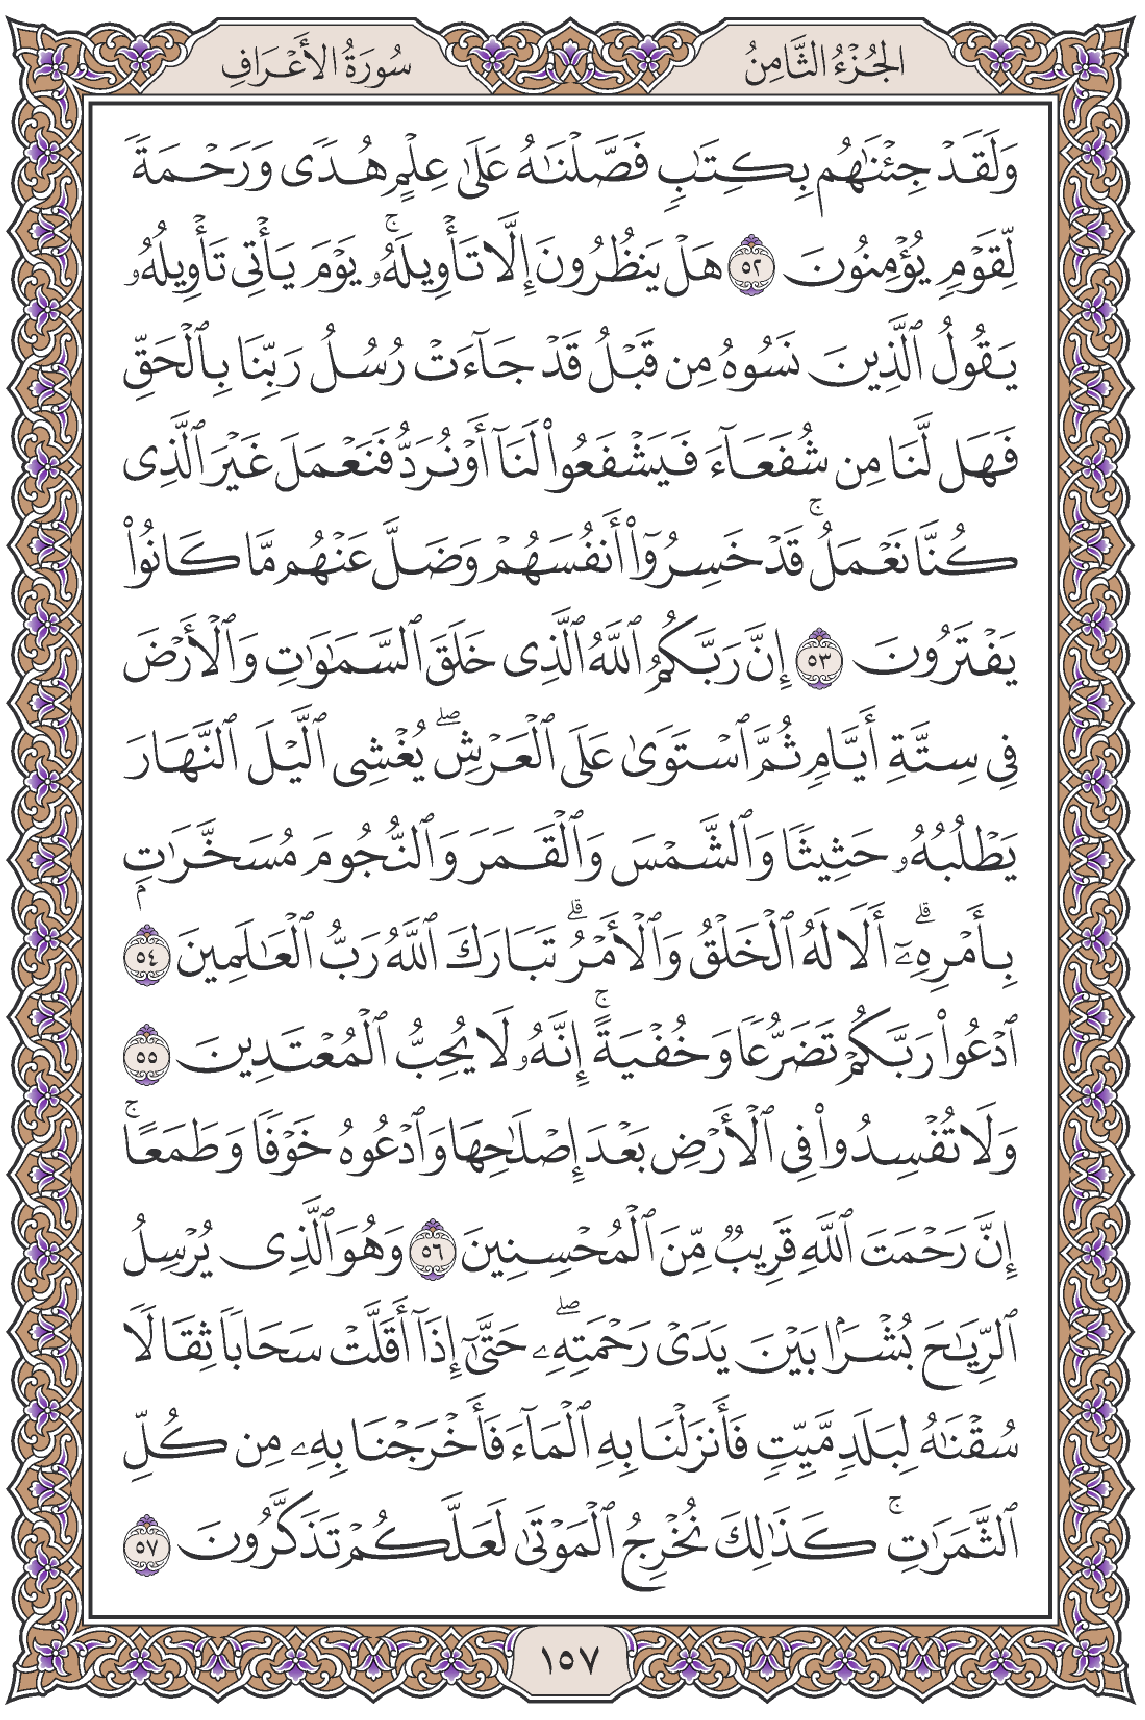 الجُزْءُ الثَّامِنُ
سُورَةُ الأَعْرَافِ
وَلَقَدْ جِئْنَٰهُم بِكِتَٰبٖ فَصَّلْنَٰهُ عَلَىٰ عِلْمٍ هُدٗى وَرَحْمَةٗ
لِّقَوْمٖ يُؤْمِنُونَ ٥٢ هَلْ يَنظُرُونَ إِلَّا تَأْوِيلَهُۥۚ يَوْمَ يَأْتِي تَأْوِيلُهُۥ
يَقُولُ ٱلَّذِينَ نَسُوهُ مِن قَبْلُ قَدْ جَآءَتْ رُسُلُ رَبِّنَا بِٱلْحَقِّ
فَهَل لَّنَا مِن شُفَعَآءَ فَيَشْفَعُوا۟ لَنَآ أَوْ نُرَدُّ فَنَعْمَلَ غَيْرَ ٱلَّذِي
كُنَّا نَعْمَلُۚ قَدْ خَسِرُوٓا۟ أَنفُسَهُمْ وَضَلَّ عَنْهُم مَّا كَانُوا۟
يَفْتَرُونَ ٥٣ إِنَّ رَبَّكُمُ ٱللَّهُ ٱلَّذِي خَلَقَ ٱلسَّمَٰوَٰتِ وَٱلْأَرْضَ
فِي سِتَّةِ أَيَّامٖ ثُمَّ ٱسْتَوَىٰ عَلَى ٱلْعَرْشِۖ يُغْشِي ٱلَّيْلَ ٱلنَّهَارَ
يَطْلُبُهُۥ حَثِيثٗا وَٱلشَّمْسَ وَٱلْقَمَرَ وَٱلنُّجُومَ مُسَخَّرَٰتِۭ
بِأَمْرِهِۦٓۗ أَلَا لَهُ ٱلْخَلْقُ وَٱلْأَمْرُۗ تَبَارَكَ ٱللَّهُ رَبُّ ٱلْعَٰلَمِينَ ٥٤
ٱدْعُوا۟ رَبَّكُمْ تَضَرُّعٗا وَخُفْيَةًۚ إِنَّهُۥ لَا يُحِبُّ ٱلْمُعْتَدِينَ ٥٥
وَلَا تُفْسِدُوا۟ فِي ٱلْأَرْضِ بَعْدَ إِصْلَٰحِهَا وَٱدْعُوهُ خَوْفٗا وَطَمَعًاۚ
إِنَّ رَحْمَتَ ٱللَّهِ قَرِيبٞ مِّنَ ٱلْمُحْسِنِينَ ٥٦ وَهُوَ ٱلَّذِي يُرْسِلُ
ٱلرِّيَٰحَ بُشْرَۢا بَيْنَ يَدَيْ رَحْمَتِهِۦۖ حَتَّىٰٓ إِذَآ أَقَلَّتْ سَحَابٗا ثِقَالٗا
سُقْنَٰهُ لِبَلَدٖ مَّيِّتٖ فَأَنزَلْنَا بِهِ ٱلْمَآءَ فَأَخْرَجْنَا بِهِۦ مِن كُلِّ
ٱلثَّمَرَٰتِۚ كَذَٰلِكَ نُخْرِجُ ٱلْمَوْتَىٰ لَعَلَّكُمْ تَذَكَّرُونَ ٥٧
١٥٧